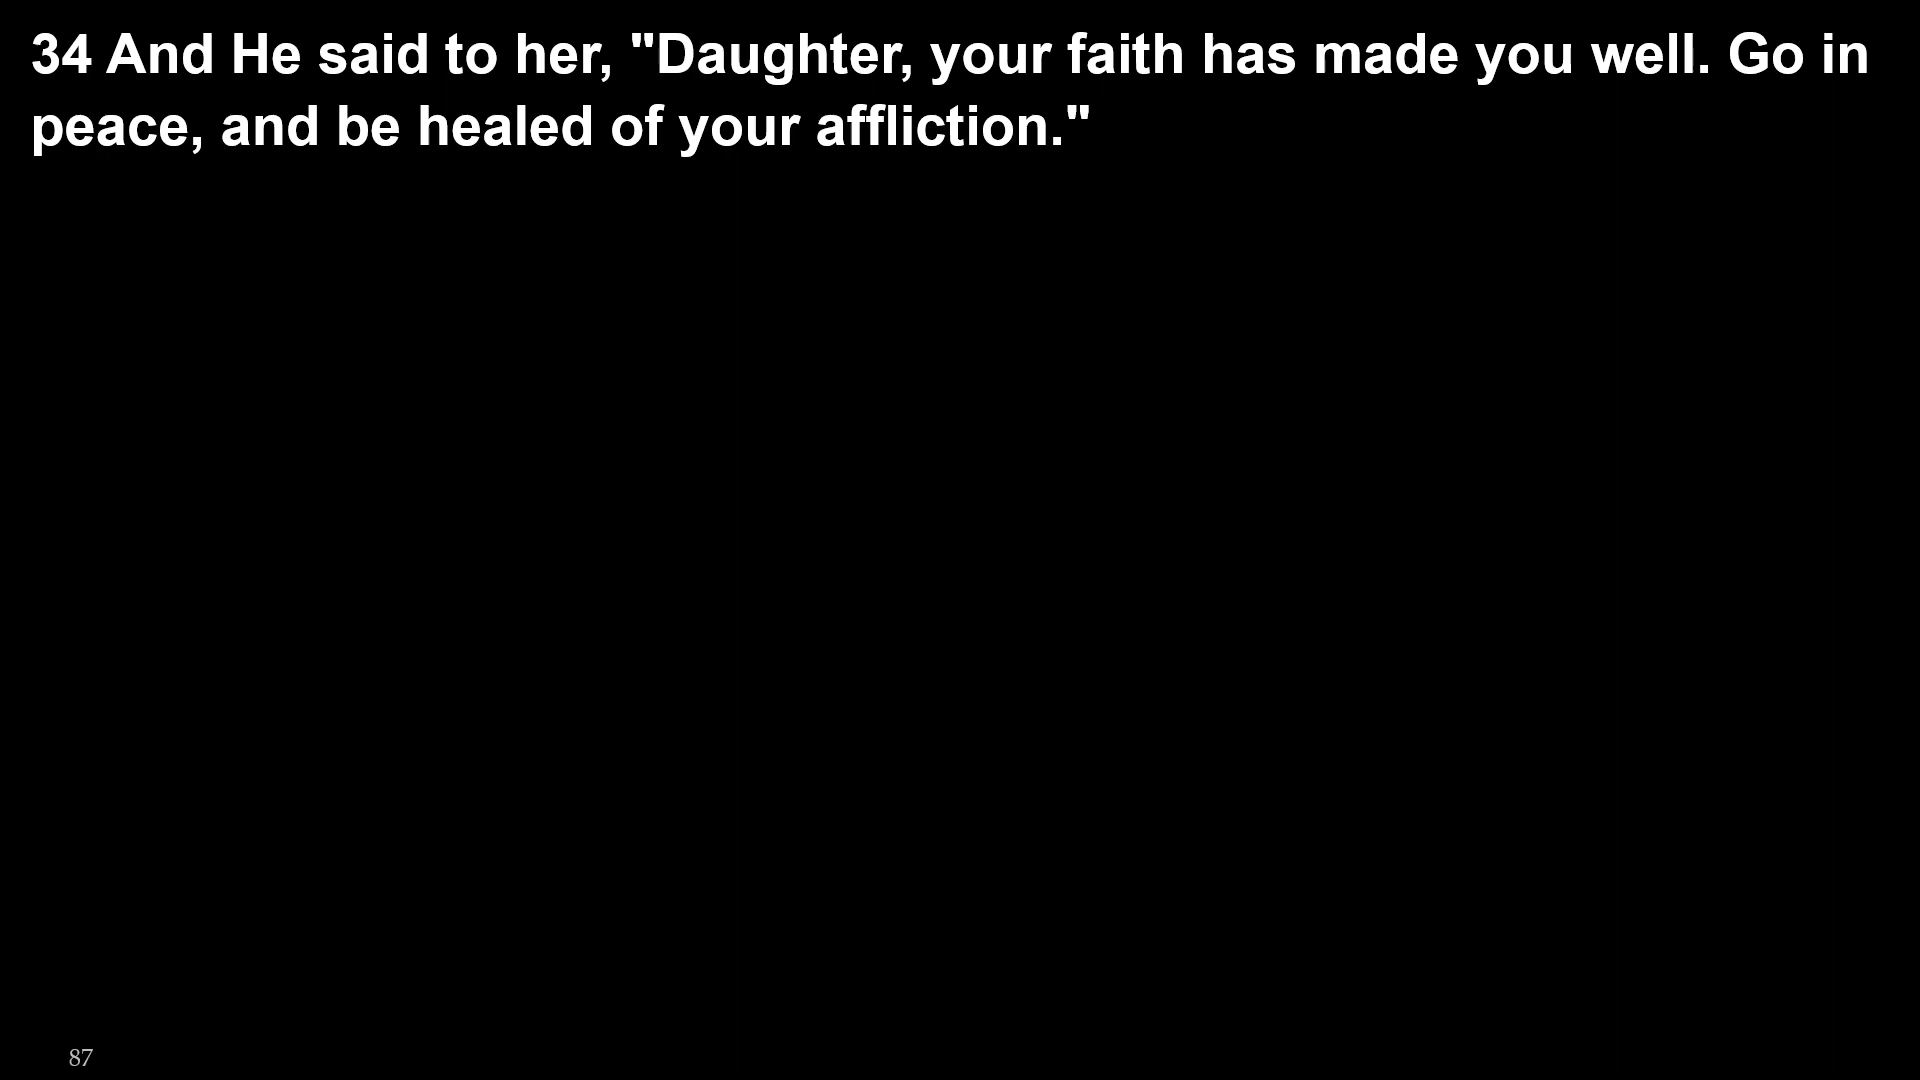 34 And He said to her, "Daughter, your faith has made you well. Go in
peace, and be healed of your affliction."
87